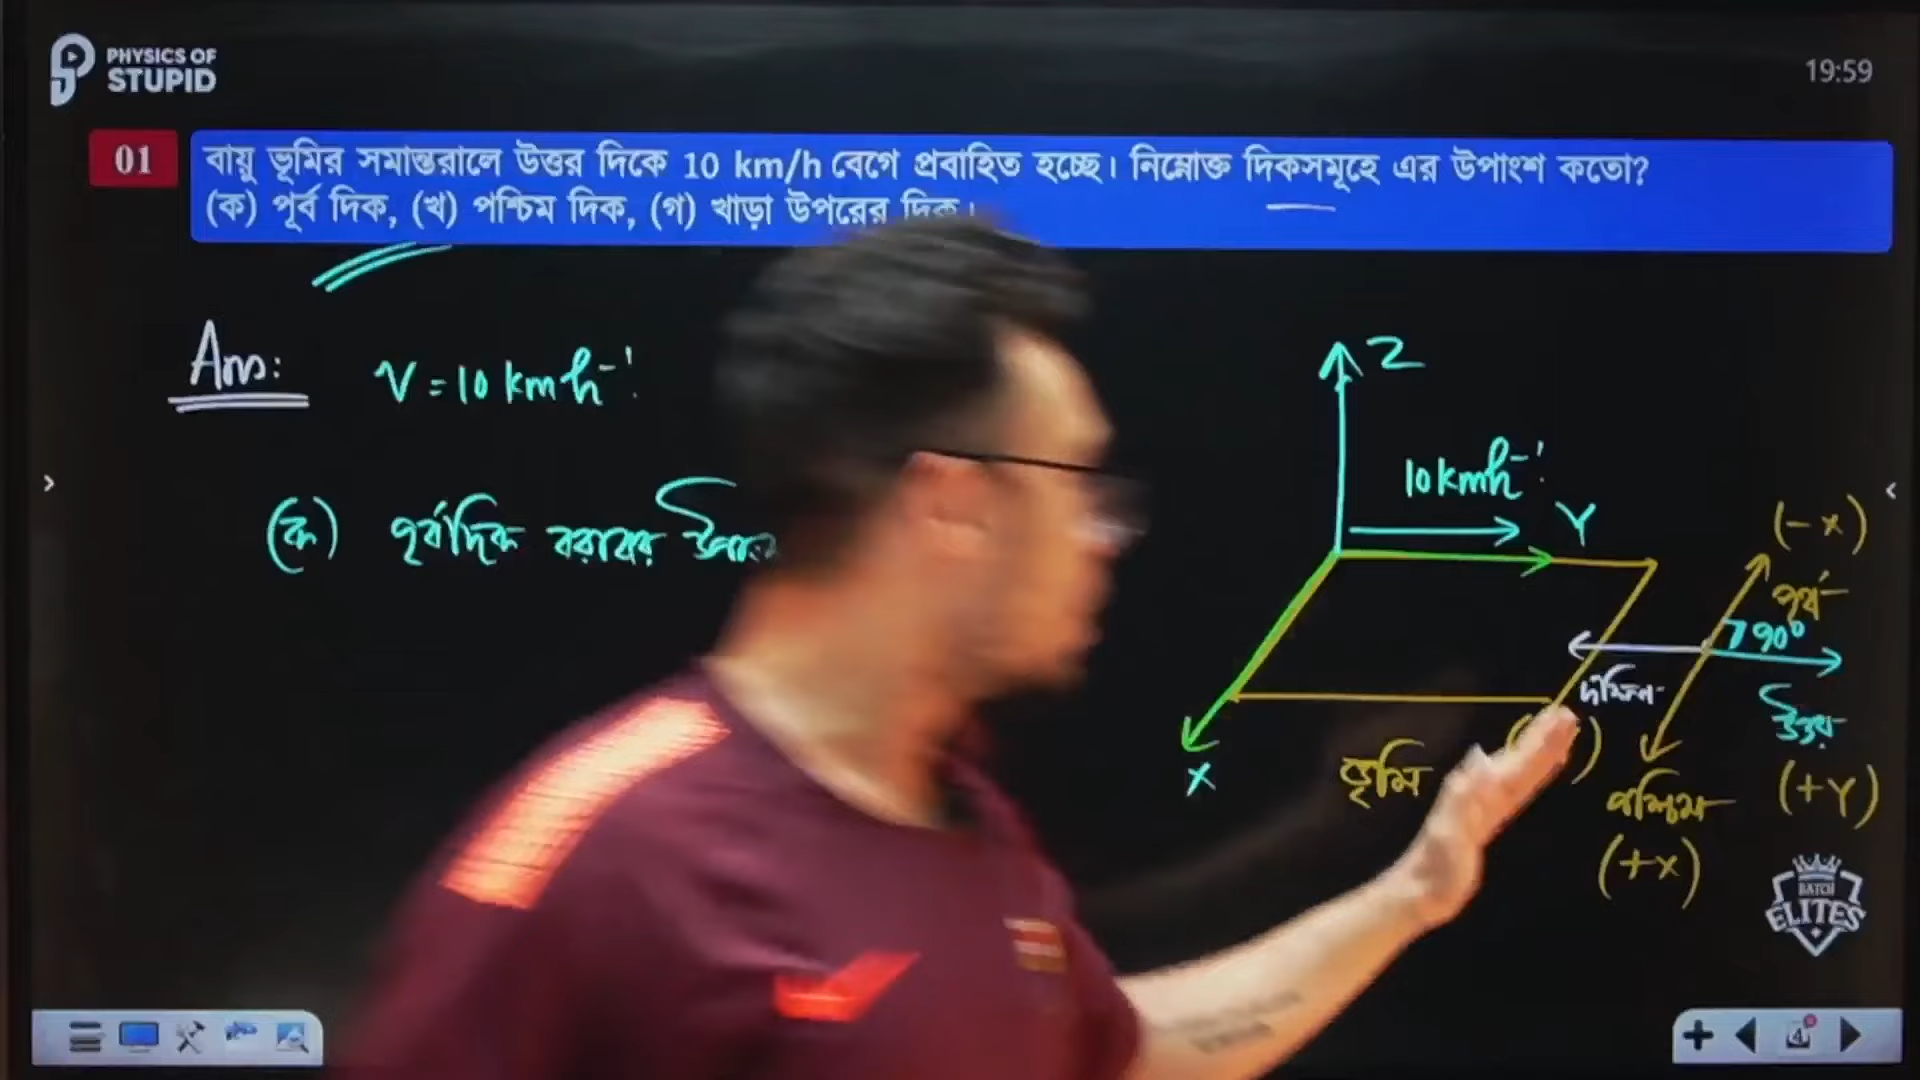 PHYSICS OF
STUPID
19:59
01
বায়ু ভূমির সমান্তরালে উত্তর দিকে 10 km/h বেগে প্রবাহিত হচ্ছে। নিম্নোক্ত দিকসমূহে এর উপাংশ কতো?
(ক) পূর্ব দিক, (খ) পশ্চিম দিক, (গ) খাড়া উপরের দিক।
Ans:
v = 10 kmh⁻¹
(ক) পূর্বদিক বরাবর
Z
10 kmh⁻¹
Y
X
ভূমি
(-x)
পূর্ব
90°
দক্ষিন
উত্তর
(+Y)
পশ্চিম
(+x)
BATCH
ELITES
4